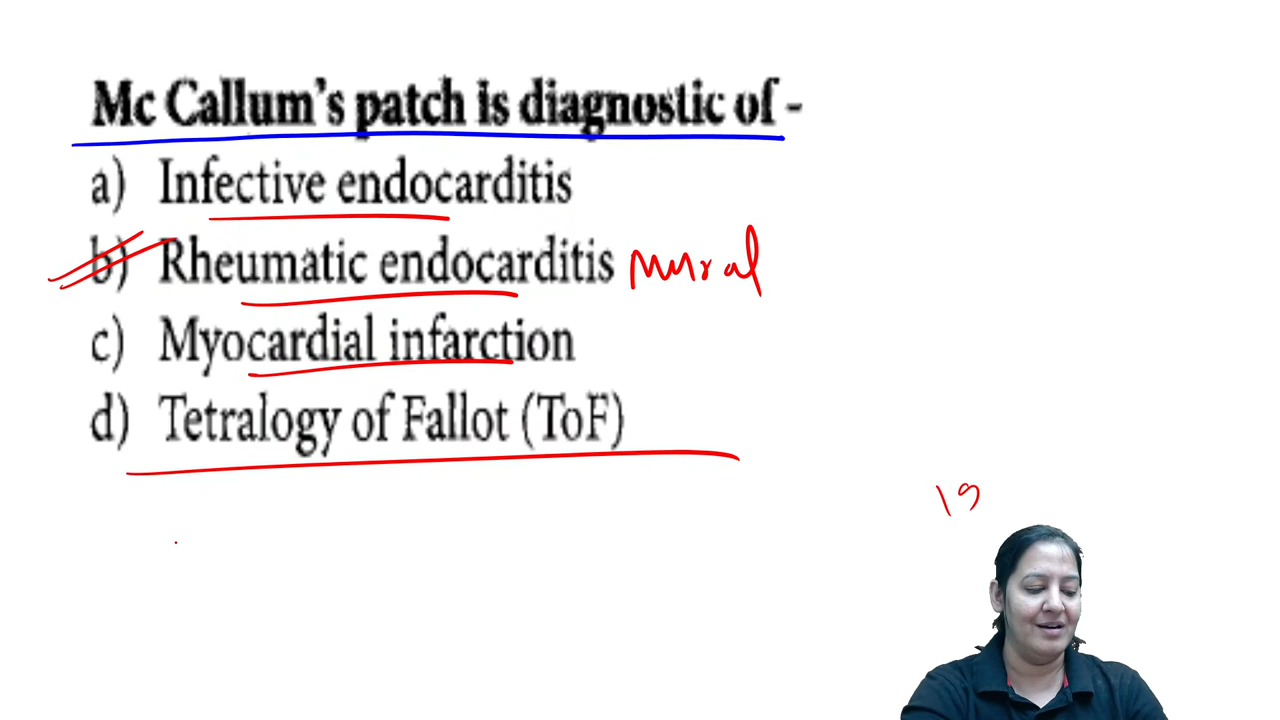 Mc Callum's patch is diagnostic of -
a) Infective endocarditis
b) Rheumatic endocarditis mural
c) Myocardial infarction
d) Tetralogy of Fallot (ToF)
19